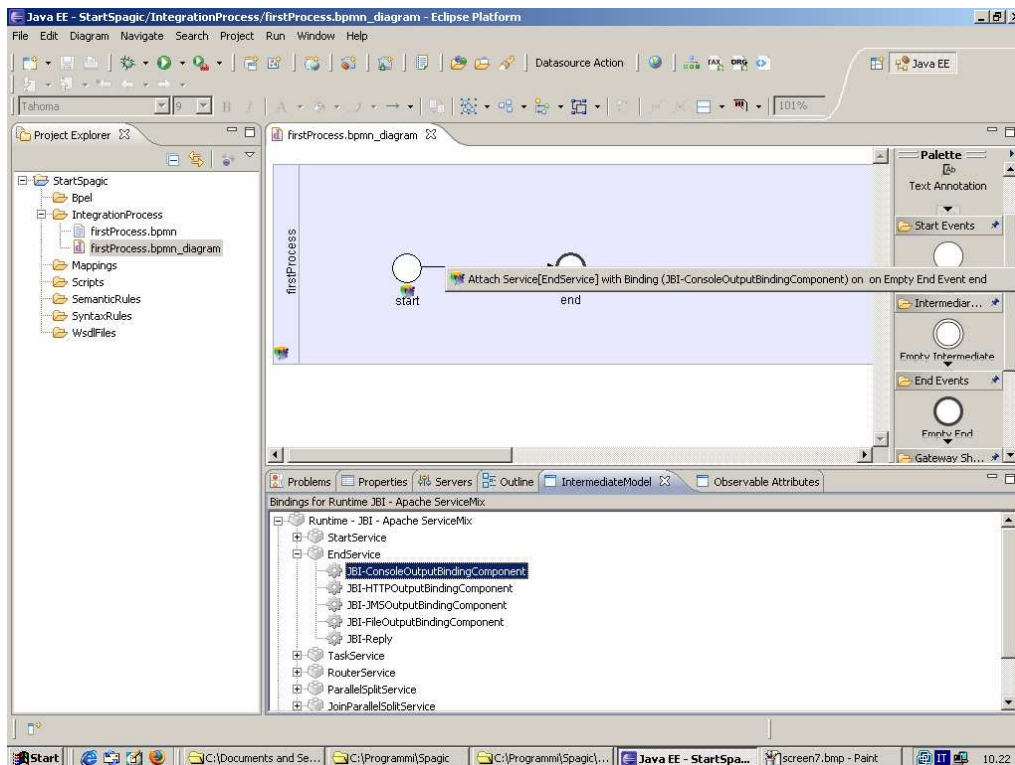 Java EE - StartSpagic/IntegrationProcess/firstProcess.bpmn_diagram - Eclipse Platform
File Edit Diagram Navigate Search Project Run Window Help
Datasource Action
Java EE
Tahoma 9 B I A 101%
Project Explorer
StartSpagic
Bpel
IntegrationProcess
firstProcess.bpmn
firstProcess.bpmn_diagram
Mappings
Scripts
SemanticRules
SyntaxRules
WsdlFiles
firstProcess.bpmn_diagram
firstProcess
start
end
Attach Service[EndService] with Binding (JBI-ConsoleOutputBindingComponent) on on Empty End Event end
Palette
Text Annotation
Start Events
Intermediar...
Empty Intermediate
End Events
Empty End
Gateway Sh...
Problems Properties Servers Outline IntermediateModel Observable Attributes
Bindings for Runtime JBI - Apache ServiceMix
Runtime - JBI - Apache ServiceMix
StartService
EndService
JBI-ConsoleOutputBindingComponent
JBI-HTTPOutputBindingComponent
JBI-JMSOutputBindingComponent
JBI-FileOutputBindingComponent
JBI-Reply
TaskService
RouterService
ParallelSplitService
JoinParallelSplitService
Start C:\Documents and Se... C:\Programmi\Spagic C:\Programmi\Spagic\... Java EE - StartSpa... screen7.bmp - Paint IT 10.22